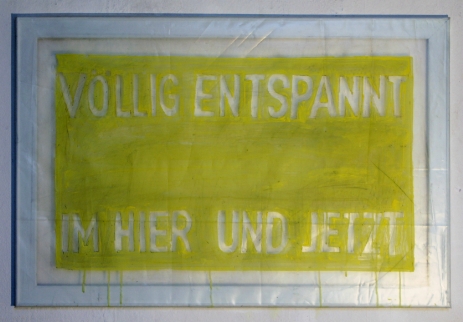 VÖLLIG ENTSPANNT
IM HIER UND JETZT